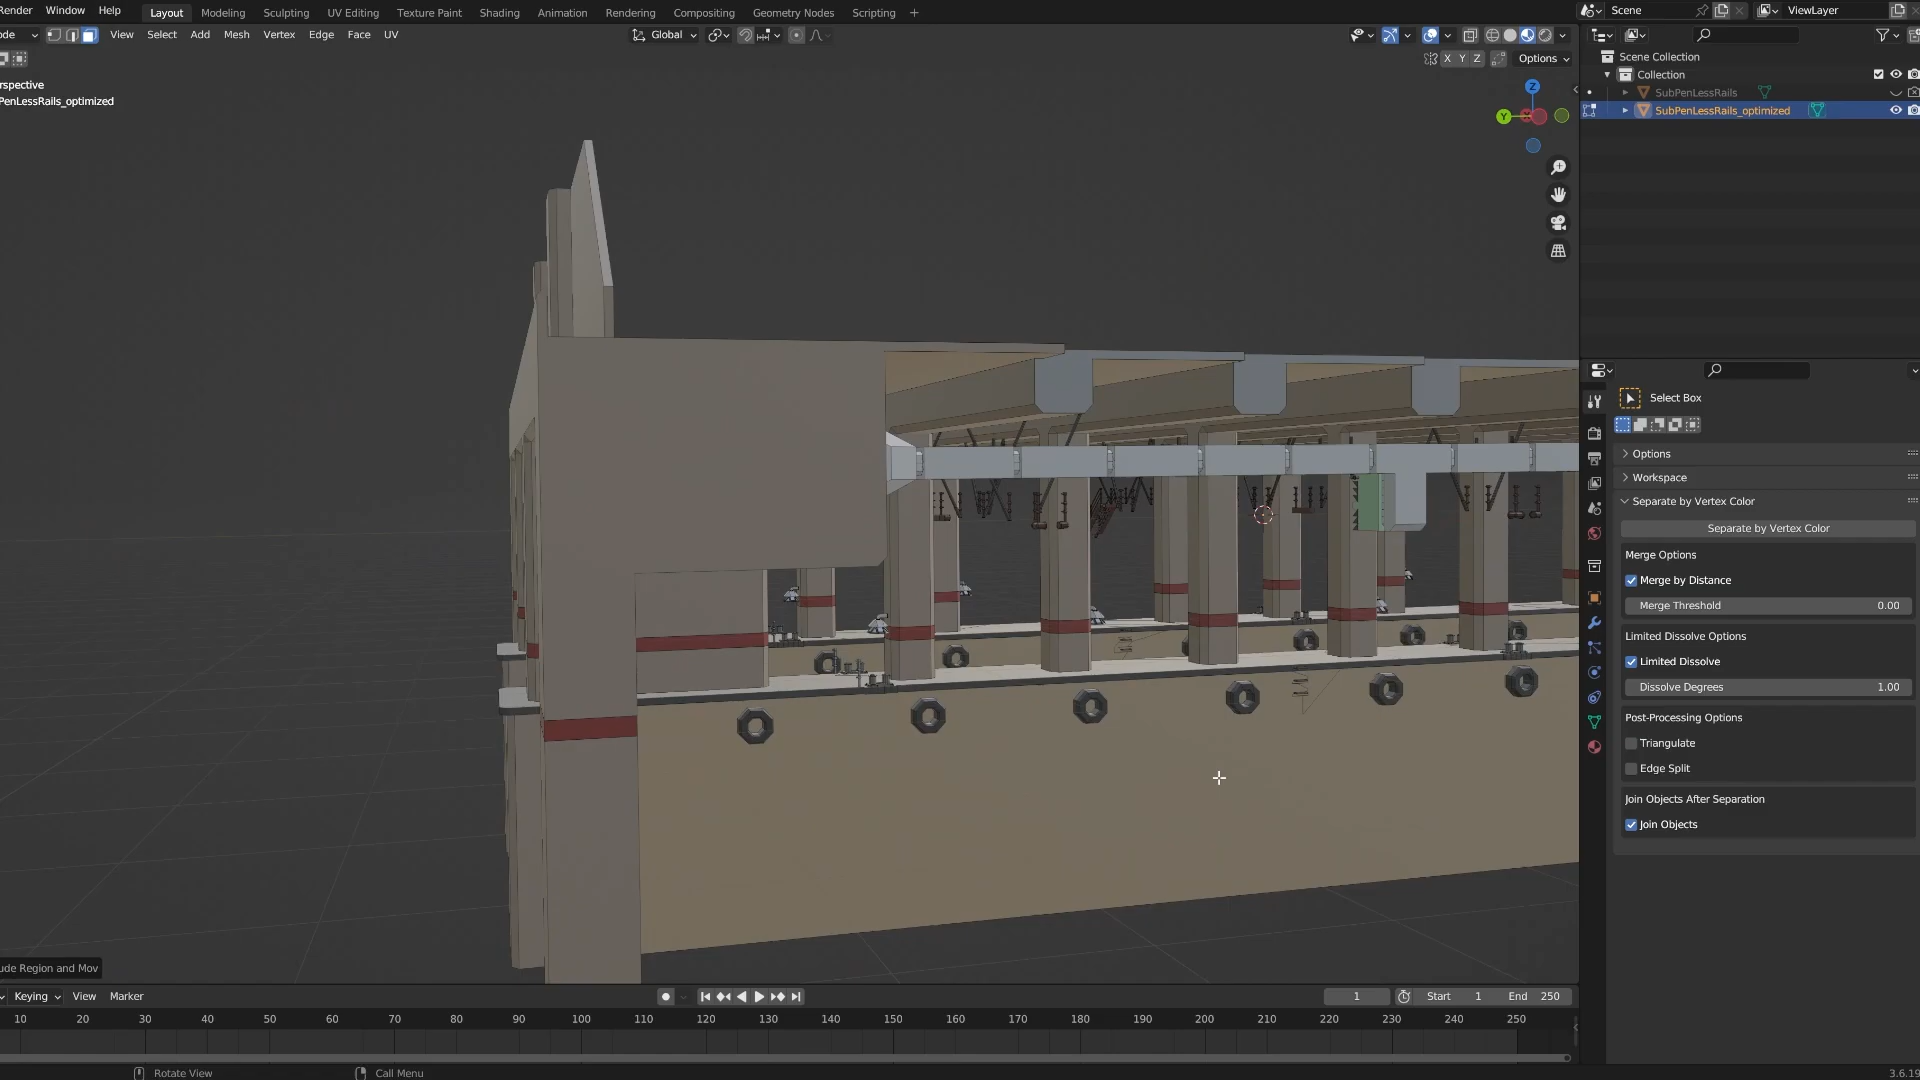 Render Window Help
Layout Modeling Sculpting UV Editing Texture Paint Shading Animation Rendering Compositing Geometry Nodes Scripting +
Scene
ViewLayer
ode View Select Add Mesh Vertex Edge Face UV
Global
X Y Z
Options
rspective
PenLessRails_optimized
Z
Y
Scene Collection
Collection
SubPenLessRails
SubPenLessRails_optimized
Select Box
Options
Workspace
Separate by Vertex Color
Separate by Vertex Color
Merge Options
Merge by Distance
Merge Threshold 0.00
Limited Dissolve Options
Limited Dissolve
Dissolve Degrees 1.00
Post-Processing Options
Triangulate
Edge Split
Join Objects After Separation
Join Objects
ude Region and Mov
Keying View Marker
1
Start 1 End 250
10 20 30 40 50 60 70 80 90 100 110 120 130 140 150 160 170 180 190 200 210 220 230 240 250
Rotate View
Call Menu
3.6.19